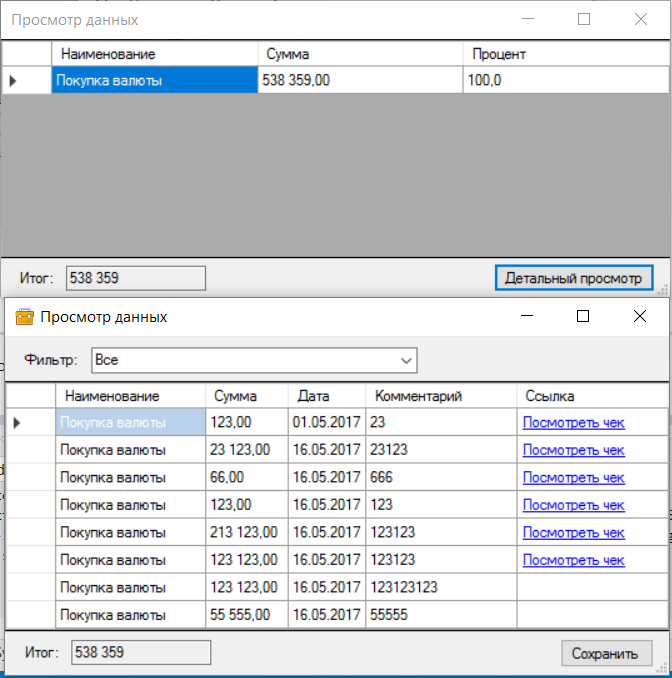 Просмотр данных
Наименование Сумма Процент
Покупка валюты 538 359,00 100,0
Итог: 538 359 Детальный просмотр
Просмотр данных
Фильтр: Все
Наименование Сумма Дата Комментарий Ссылка
Покупка валюты 123,00 01.05.2017 23 Посмотреть чек
Покупка валюты 23 123,00 16.05.2017 23123 Посмотреть чек
Покупка валюты 66,00 16.05.2017 666 Посмотреть чек
Покупка валюты 123,00 16.05.2017 123 Посмотреть чек
Покупка валюты 213 123,00 16.05.2017 123123 Посмотреть чек
Покупка валюты 123 123,00 16.05.2017 123123 Посмотреть чек
Покупка валюты 123 123,00 16.05.2017 123123123
Покупка валюты 55 555,00 16.05.2017 55555
Итог: 538 359 Сохранить